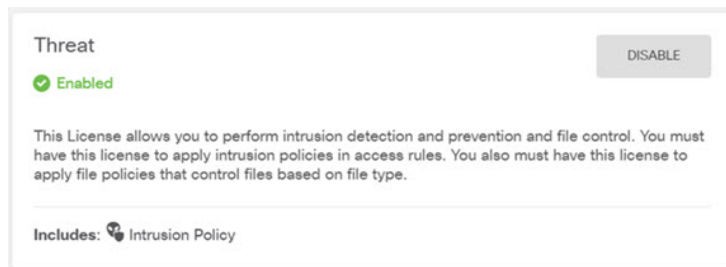 Threat
DISABLE
Enabled
This License allows you to perform intrusion detection and prevention and file control. You must
have this license to apply intrusion policies in access rules. You also must have this license to
apply file policies that control files based on file type.
Includes: Intrusion Policy